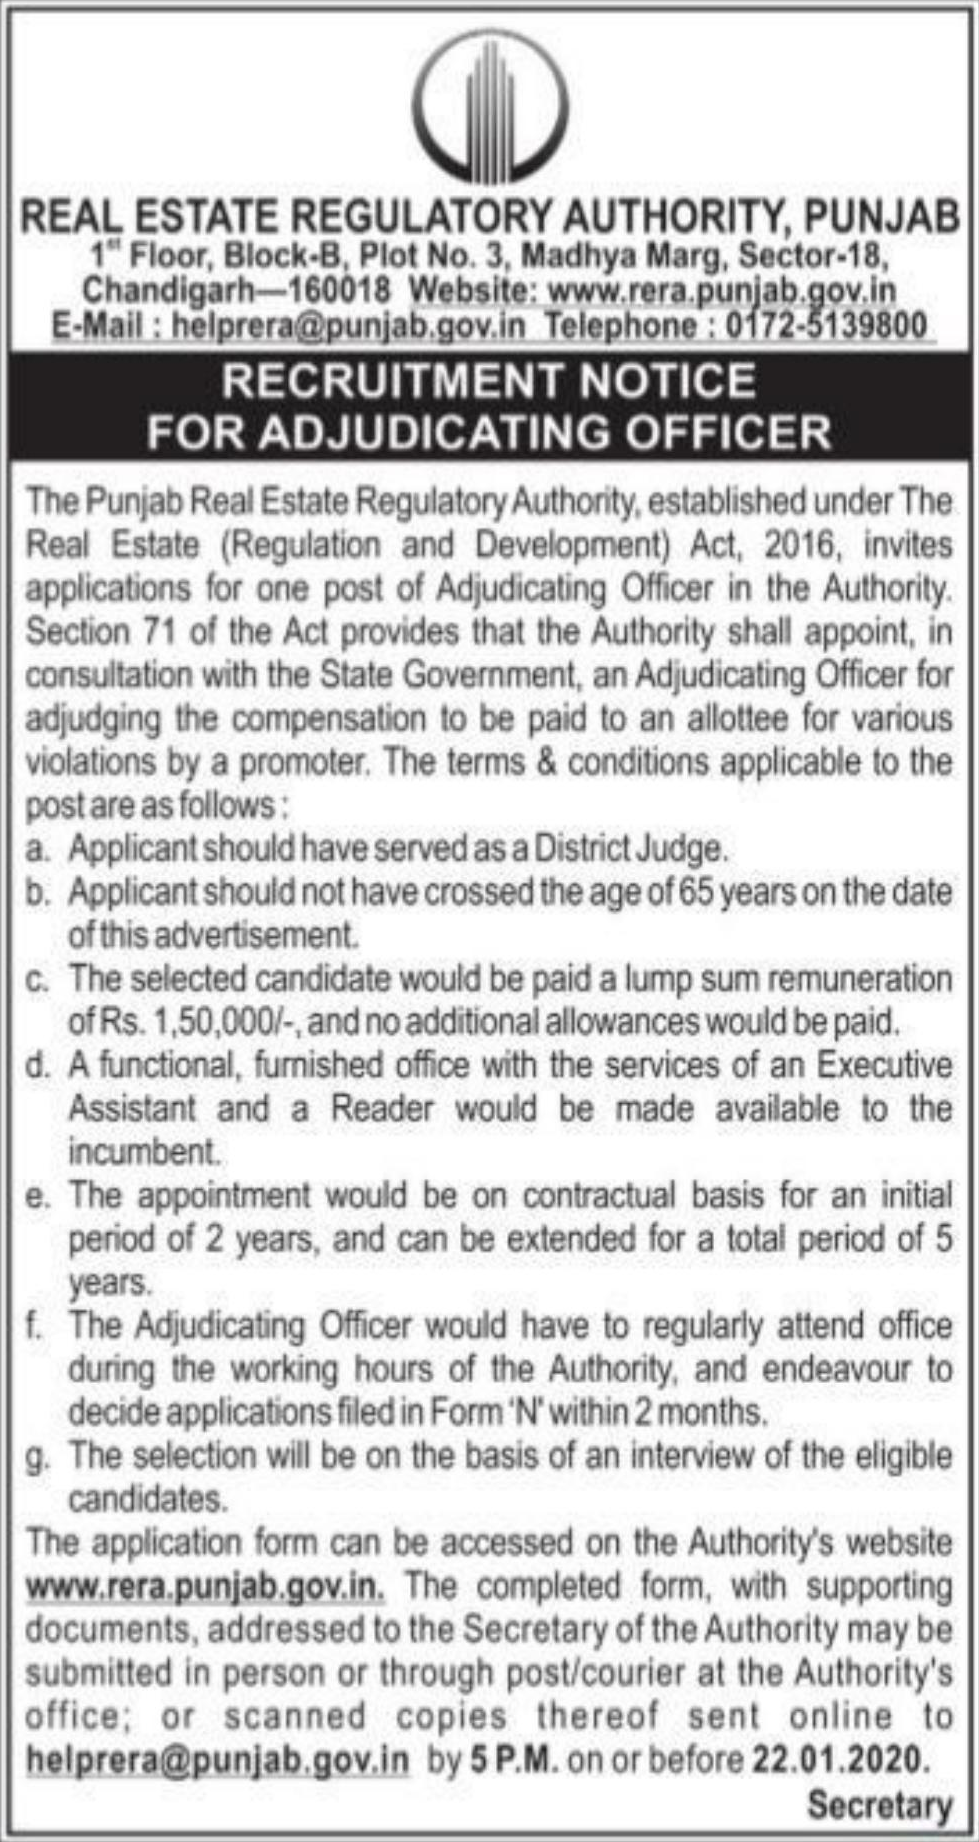 REAL ESTATE REGULATORY AUTHORITY, PUNJAB
1st Floor, Block-B, Plot No. 3, Madhya Marg, Sector-18,
Chandigarh—160018 Website: www.rera.punjab.gov.in
E-Mail : helprera@punjab.gov.in Telephone : 0172-5139800
RECRUITMENT NOTICE
FOR ADJUDICATING OFFICER
The Punjab Real Estate Regulatory Authority, established under The
Real Estate (Regulation and Development) Act, 2016, invites
applications for one post of Adjudicating Officer in the Authority.
Section 71 of the Act provides that the Authority shall appoint, in
consultation with the State Government, an Adjudicating Officer for
adjudging the compensation to be paid to an allottee for various
violations by a promoter. The terms & conditions applicable to the
post are as follows :
a. Applicant should have served as a District Judge.
b. Applicant should not have crossed the age of 65 years on the date
of this advertisement.
c. The selected candidate would be paid a lump sum remuneration
of Rs. 1,50,000/-, and no additional allowances would be paid.
d. A functional, furnished office with the services of an Executive
Assistant and a Reader would be made available to the
incumbent.
e. The appointment would be on contractual basis for an initial
period of 2 years, and can be extended for a total period of 5
years.
f. The Adjudicating Officer would have to regularly attend office
during the working hours of the Authority, and endeavour to
decide applications filed in Form 'N' within 2 months.
g. The selection will be on the basis of an interview of the eligible
candidates.
The application form can be accessed on the Authority's website
www.rera.punjab.gov.in. The completed form, with supporting
documents, addressed to the Secretary of the Authority may be
submitted in person or through post/courier at the Authority's
office; or scanned copies thereof sent online to
helprera@punjab.gov.in by 5 P.M. on or before 22.01.2020.
Secretary